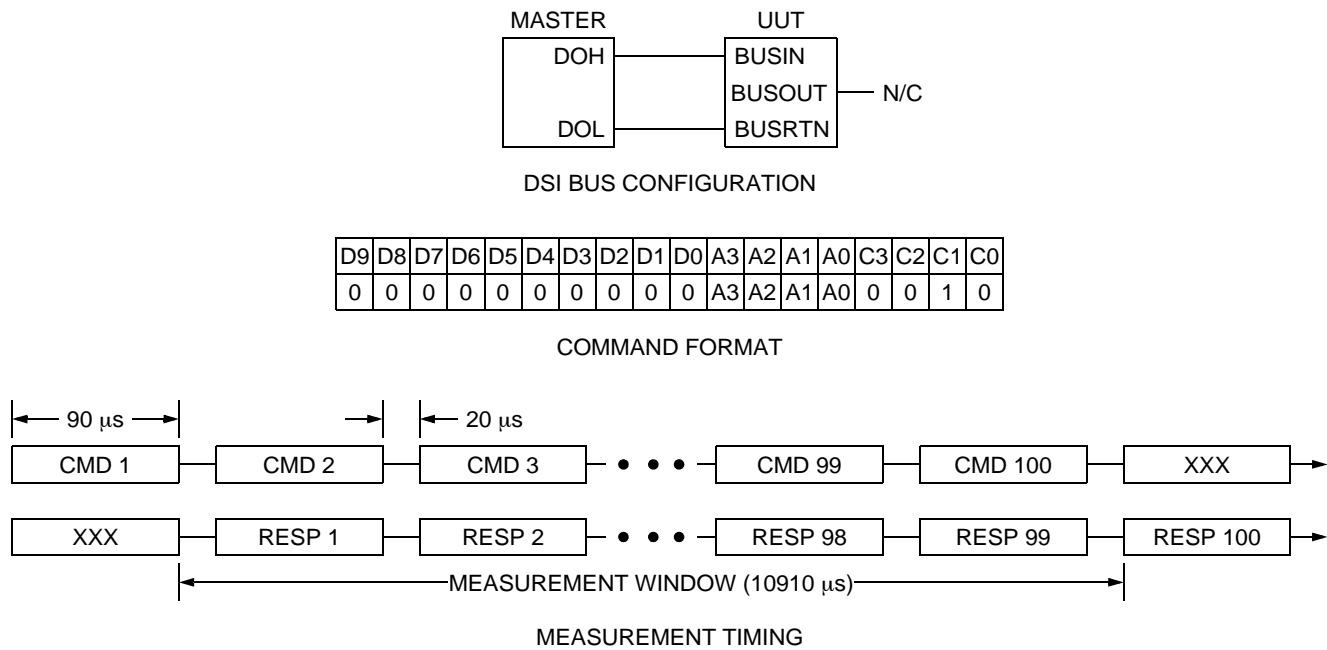 MASTER UUT
DOH BUSIN
BUSOUT N/C
DOL BUSRTN
DSI BUS CONFIGURATION
D9 D8 D7 D6 D5 D4 D3 D2 D1 D0 A3 A2 A1 A0 C3 C2 C1 C0
0 0 0 0 0 0 0 0 0 0 A3 A2 A1 A0 0 0 1 0
COMMAND FORMAT
90 μs 20 μs
CMD 1 CMD 2 CMD 3 • • • CMD 99 CMD 100 XXX
XXX RESP 1 RESP 2 • • • RESP 98 RESP 99 RESP 100
MEASUREMENT WINDOW (10910 μs)
MEASUREMENT TIMING